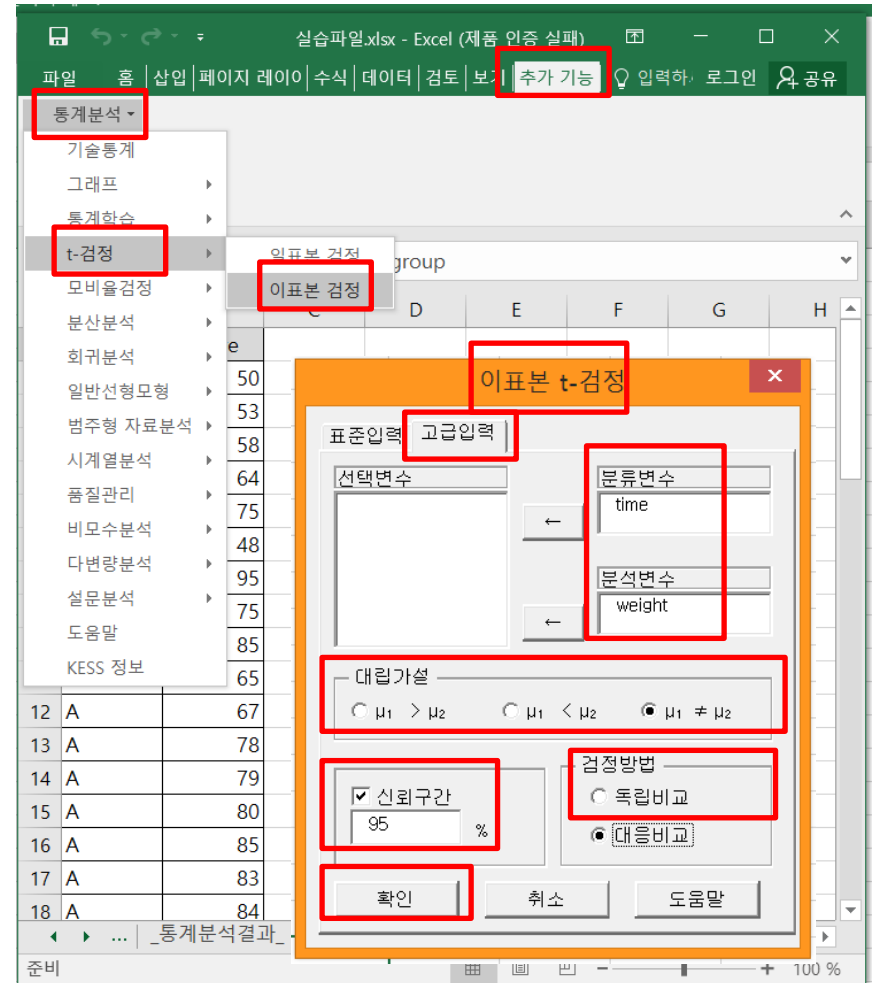 실습파일.xlsx - Excel (제품 인증 실패)
파일 홈 삽입 페이지 레이아 수식 데이터 검토 보기 추가 기능 입력하 로그인 공유
통계분석
기술통계
그래프
통계학습
t-검정
일표본 검정
group
모비율검정
이표본 검정
분산분석
C D E F G H
회귀분석
e
일반선형모형
50
범주형 자료분석
53
시계열분석
58
품질관리
64
비모수분석
75
다변량분석
48
설문분석
95
도움말
75
KESS 정보
85
65
12 A 67
13 A 78
14 A 79
15 A 80
16 A 85
17 A 83
18 A 84
이표본 t-검정
표준입력 고급입력
선택변수
분류변수
time
←
분석변수
weight
←
대립가설
μ₁ > μ₂ μ₁ < μ₂ μ₁ ≠ μ₂
신뢰구간
95 %
검정방법
독립비교
대응비교
확인 취소 도움말
... _통계분석결과_
준비
100 %